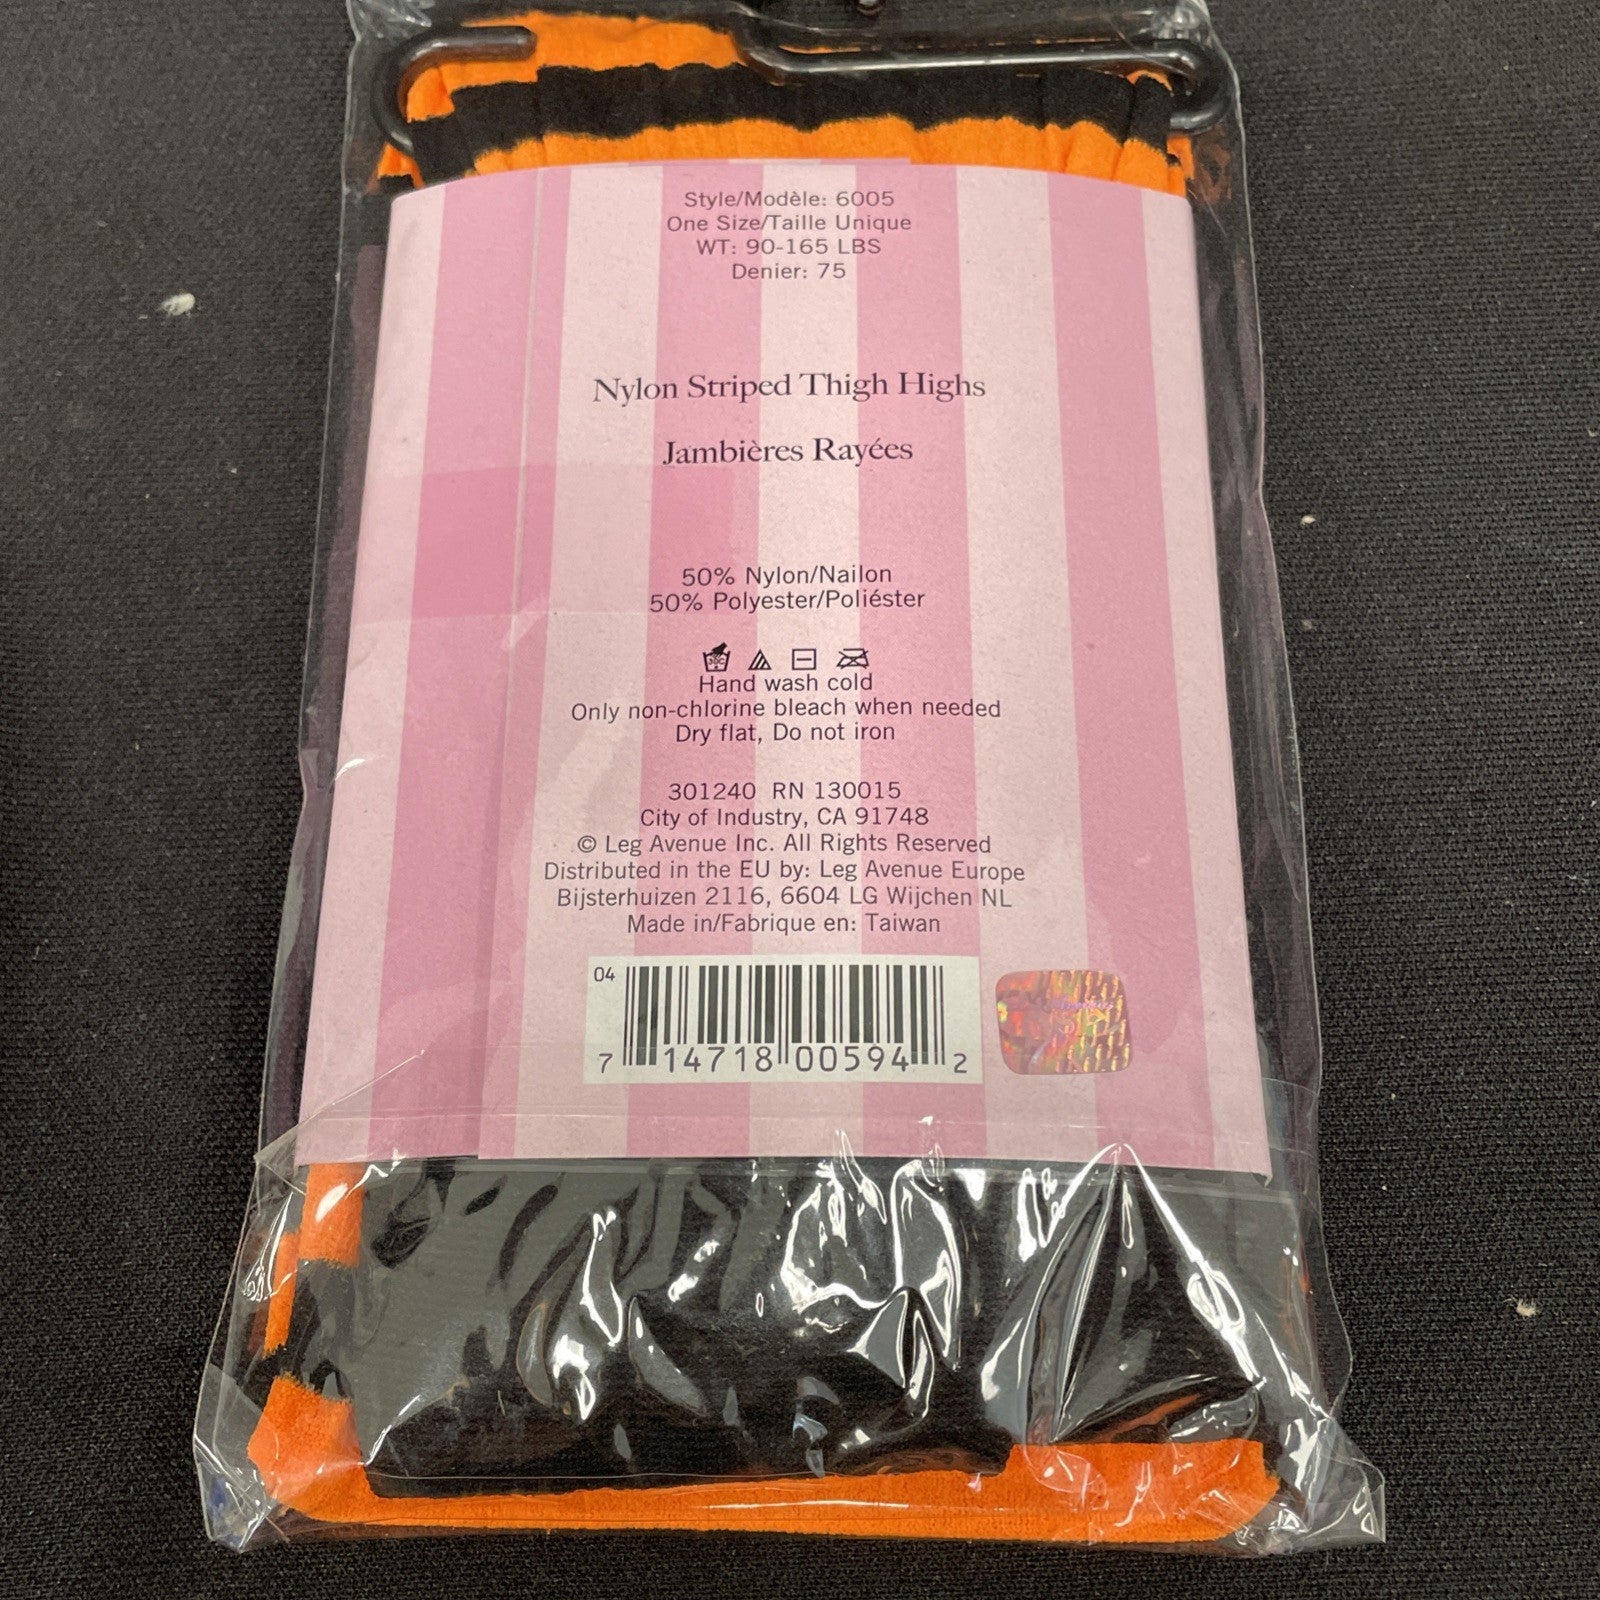 Style/Modèle: 6005
One Size/Taille Unique
WT: 90-165 LBS
Denier: 75
Nylon Striped Thigh Highs
Jambières Rayées
50% Nylon/Nailon
50% Polyester/Poliéster
Hand wash cold
Only non-chlorine bleach when needed
Dry flat, Do not iron
301240 RN 130015
City of Industry, CA 91748
© Leg Avenue Inc. All Rights Reserved
Distributed in the EU by: Leg Avenue Europe
Bijsterhuizen 2116, 6604 LG Wijchen NL
Made in/Fabrique en: Taiwan
04
7 14718 00594 2